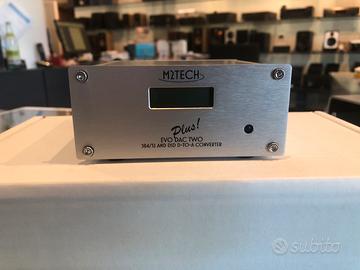 M2TECH
Plus!
EVO DAC TWO
384/32 AND DSD D-TO-A CONVERTER
subito